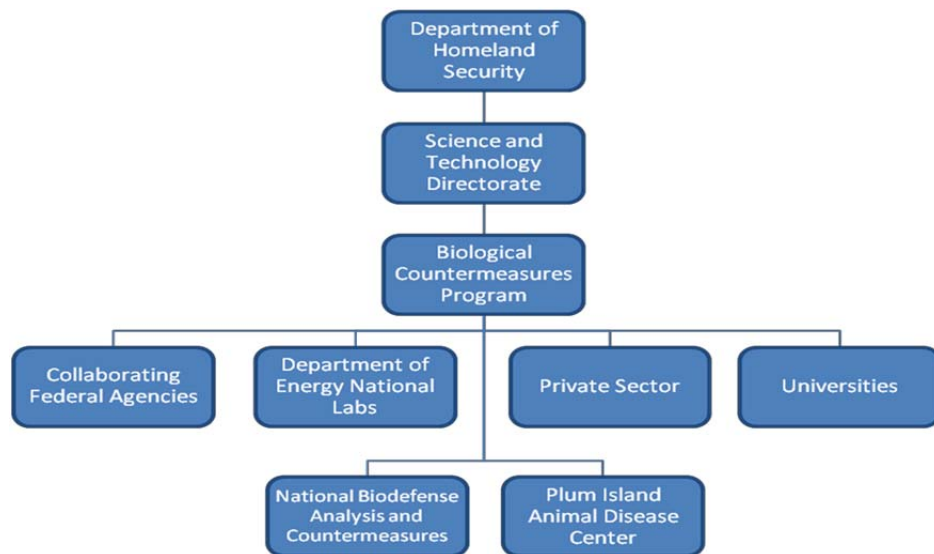 Department of
Homeland
Security
Science and
Technology
Directorate
Biological
Countermeasures
Program
Collaborating
Federal Agencies
Department of
Energy National
Labs
Private Sector
Universities
National Biodefense
Analysis and
Countermeasures
Plum Island
Animal Disease
Center